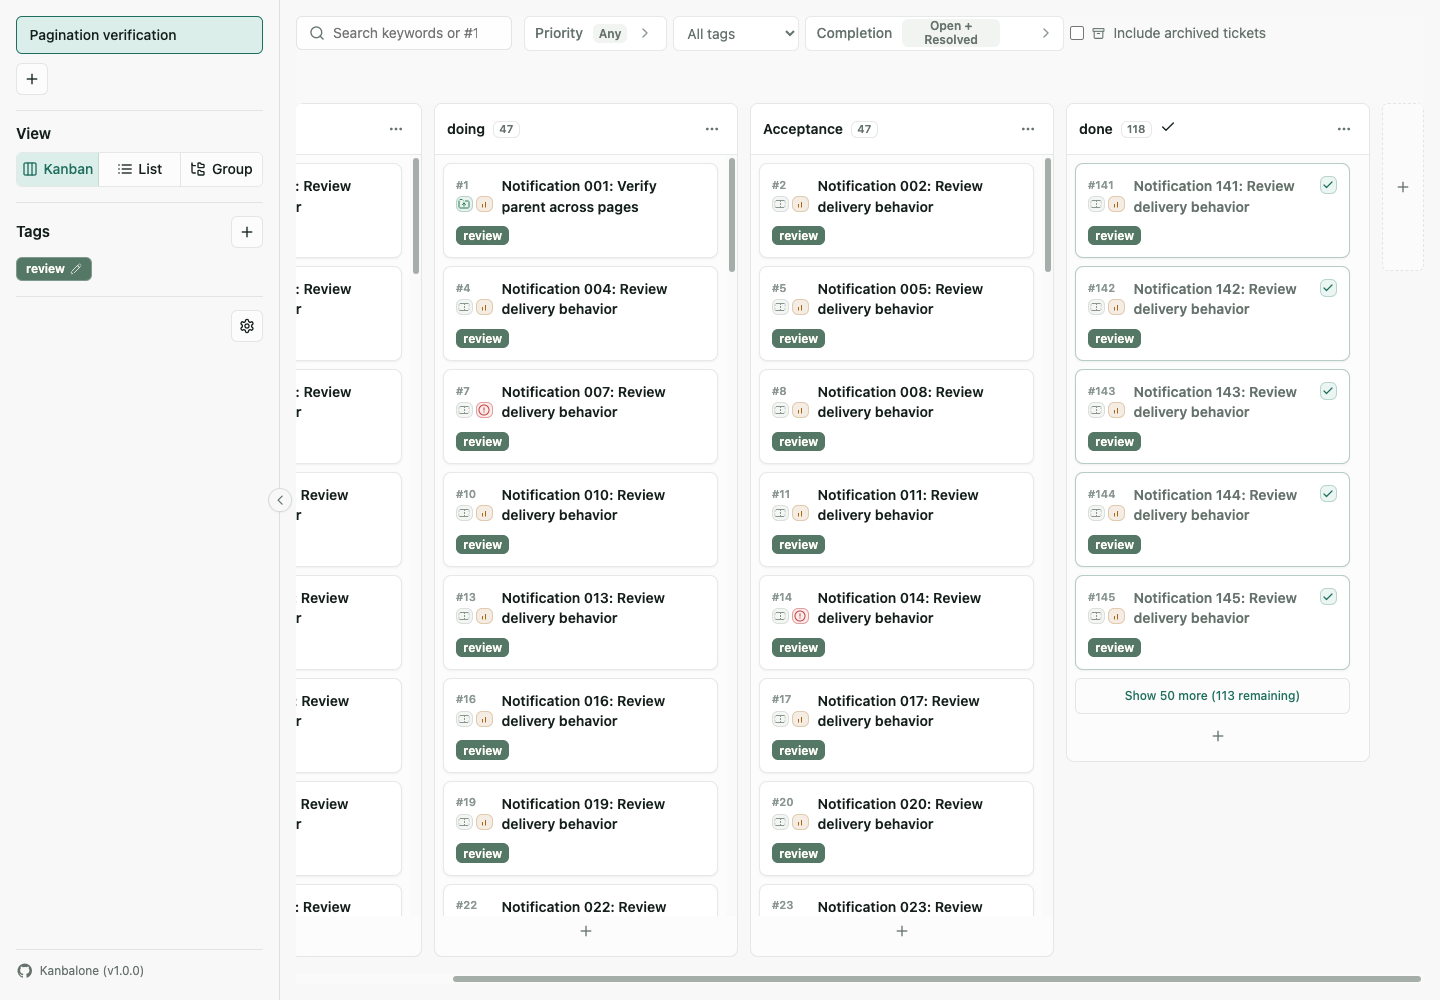 Pagination verification
View
Kanban
List
Group
Tags
review
Kanbalone (v1.0.0)
Search keywords or #1
Priority Any
All tags
Completion
Open +
Resolved
Include archived tickets
: Review
r
: Review
r
: Review
r
Review
r
Review
r
: Review
r
Review
r
: Review
doing 47
#1
Notification 001: Verify
parent across pages
review
#4
Notification 004: Review
delivery behavior
review
#7
Notification 007: Review
delivery behavior
review
#10
Notification 010: Review
delivery behavior
review
#13
Notification 013: Review
delivery behavior
review
#16
Notification 016: Review
delivery behavior
review
#19
Notification 019: Review
delivery behavior
review
#22
Notification 022: Review
Acceptance 47
#2
Notification 002: Review
delivery behavior
review
#5
Notification 005: Review
delivery behavior
review
#8
Notification 008: Review
delivery behavior
review
#11
Notification 011: Review
delivery behavior
review
#14
Notification 014: Review
delivery behavior
review
#17
Notification 017: Review
delivery behavior
review
#20
Notification 020: Review
delivery behavior
review
#23
Notification 023: Review
done 118
#141
Notification 141: Review
delivery behavior
review
#142
Notification 142: Review
delivery behavior
review
#143
Notification 143: Review
delivery behavior
review
#144
Notification 144: Review
delivery behavior
review
#145
Notification 145: Review
delivery behavior
review
Show 50 more (113 remaining)